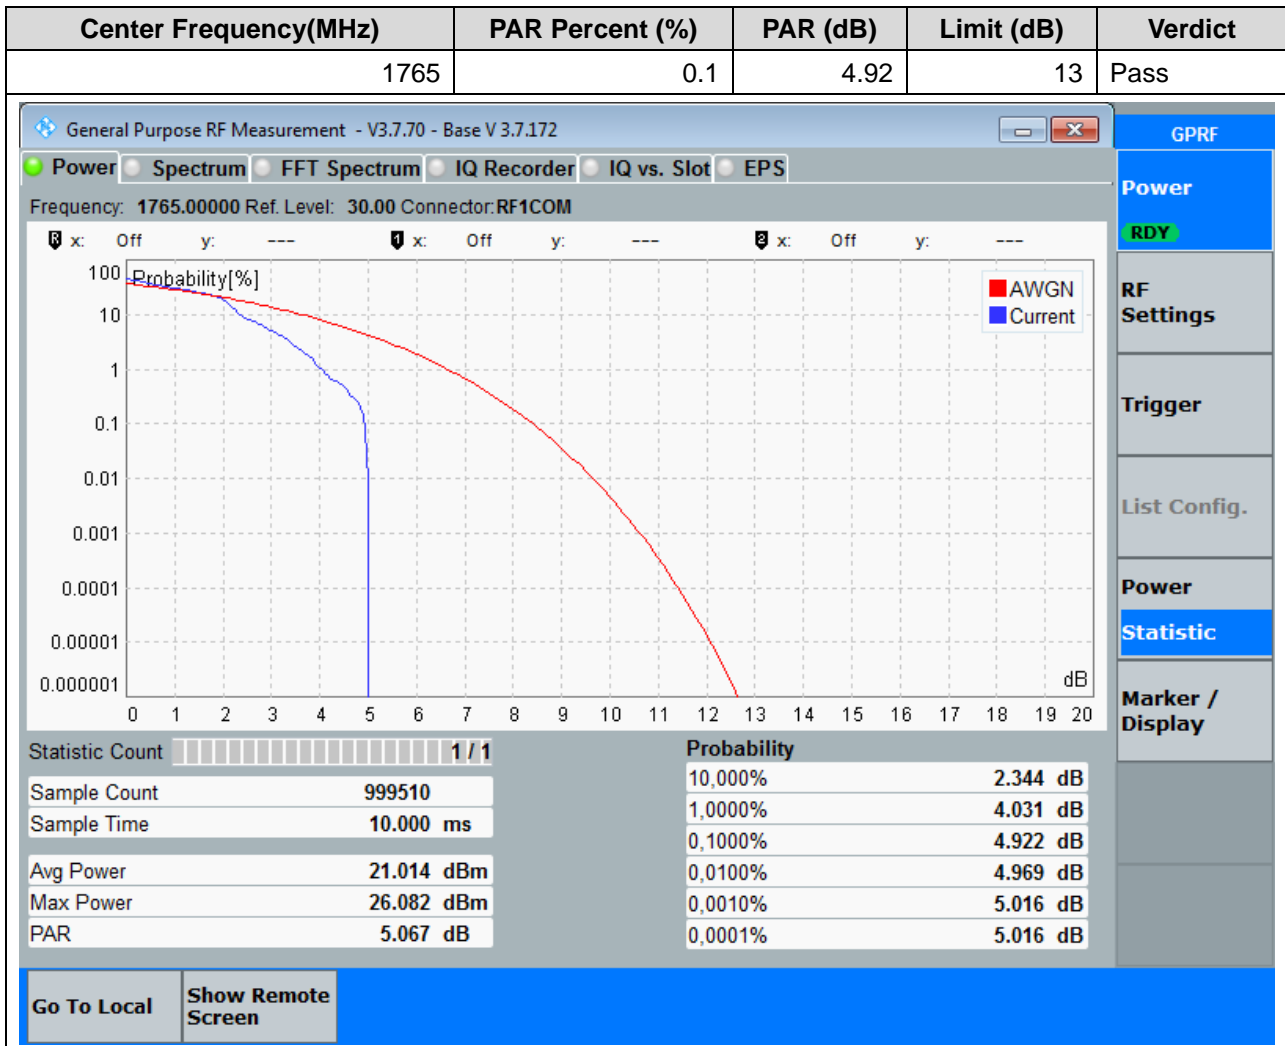 Center Frequency(MHz) PAR Percent (%) PAR (dB) Limit (dB) Verdict
1765 0.1 4.92 13 Pass
General Purpose RF Measurement - V3.7.70 - Base V 3.7.172
GPRF
Power Spectrum FFT Spectrum IQ Recorder IQ vs. Slot EPS
Frequency: 1765.00000 Ref. Level: 30.00 Connector: RF1COM
R x: Off y: --- 1 x: Off y: --- 2 x: Off y: ---
Probability[%]
100
10
1
0.1
0.01
0.001
0.0001
0.00001
0.000001
AWGN
Current
dB
0 1 2 3 4 5 6 7 8 9 10 11 12 13 14 15 16 17 18 19 20
Statistic Count 1 / 1
Sample Count 999510
Sample Time 10.000 ms
Avg Power 21.014 dBm
Max Power 26.082 dBm
PAR 5.067 dB
Probability
10,000% 2.344 dB
1,0000% 4.031 dB
0,1000% 4.922 dB
0,0100% 4.969 dB
0,0010% 5.016 dB
0,0001% 5.016 dB
Power
RDY
RF
Settings
Trigger
List Config.
Power
Statistic
Marker /
Display
Go To Local
Show Remote
Screen